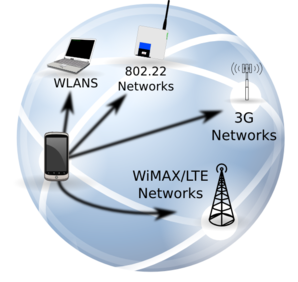 WLANS
802.22
Networks
3G
Networks
WiMAX/LTE
Networks